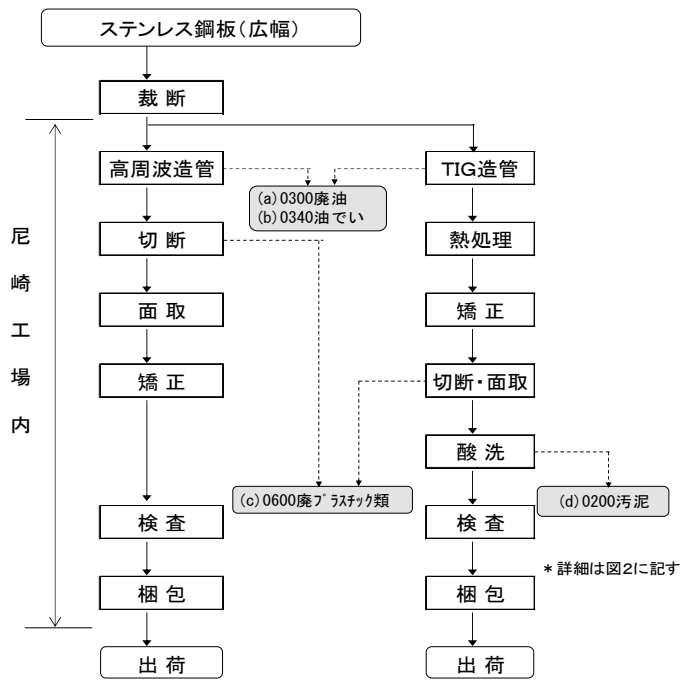 ステンレス鋼板(広幅)
裁 断
尼崎工場内
高周波造管
TIG造管
(a)0300廃油
(b)0340油でい
切 断
熱処理
面 取
矯 正
矯 正
切断・面取
酸 洗
(c)0600廃プラスチック類
(d)0200汚泥
検 査
検 査
*詳細は図2に記す
梱 包
梱 包
出 荷
出 荷